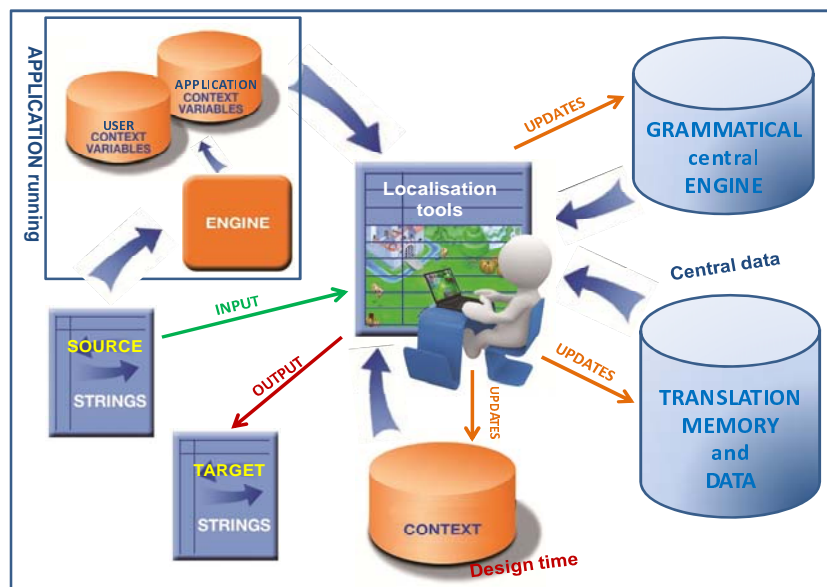 APPLICATION running
APPLICATION
CONTEXT
VARIABLES
USER
CONTEXT
VARIABLES
ENGINE
UPDATES
GRAMMATICAL
central
ENGINE
Localisation
tools
Central data
INPUT
SOURCE
STRINGS
OUTPUT
UPDATES
TRANSLATION
MEMORY
and
DATA
UPDATES
TARGET
STRINGS
CONTEXT
Design time